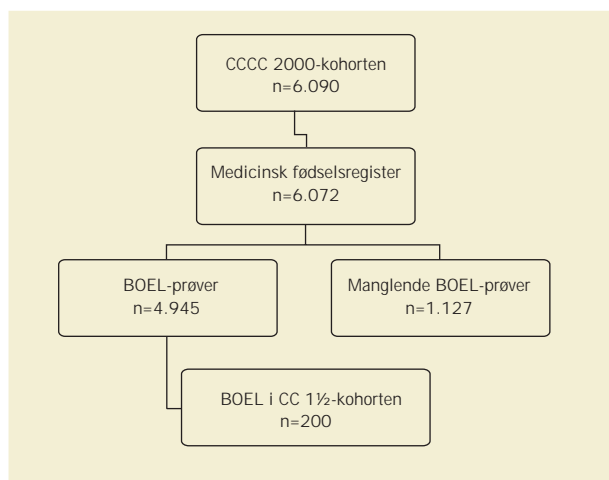 CCCC 2000-kohorten
n=6.090
Medicinsk fødselsregister
n=6.072
BOEL-prøver
n=4.945
Manglende BOEL-prøver
n=1.127
BOEL i CC 1½-kohorten
n=200